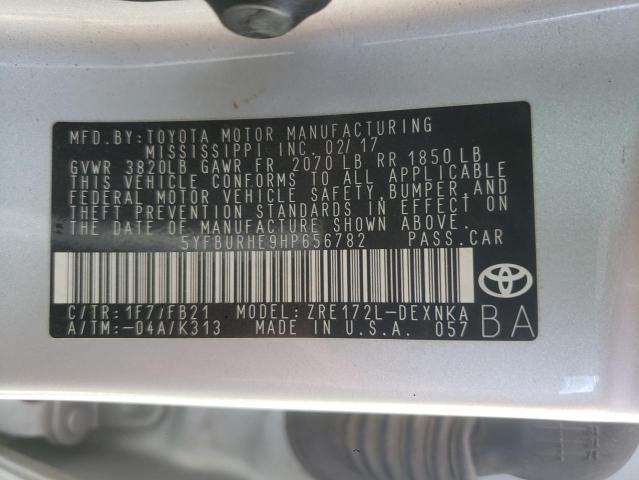 MFD.BY:TOYOTA MOTOR MANUFACTURING
MISSISSIPPI INC. 02/17
GVWR 3820LB GAWR FR 2070 LB RR 1850 LB
THIS VEHICLE CONFORMS TO ALL APPLICABLE
FEDERAL MOTOR VEHICLE SAFETY, BUMPER, AND
THEFT PREVENTION STANDARDS IN EFFECT ON
THE DATE OF MANUFACTURE SHOWN ABOVE.
5YFBURHE9HP656782 PASS.CAR
C/TR: 1F7/FB21 MODEL: ZRE172L-DEXNKA
A/TM:-04A/K313 MADE IN U.S.A. 057
BA